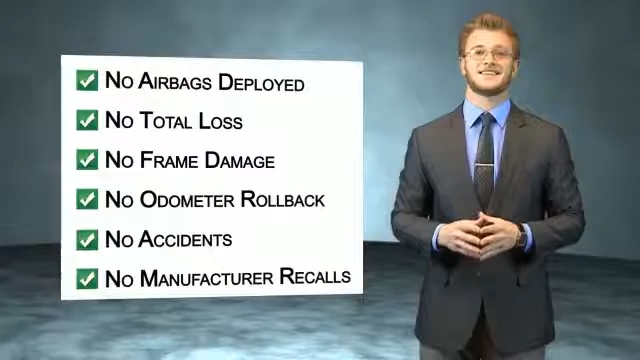 No Airbags Deployed
No Total Loss
No Frame Damage
No Odometer Rollback
No Accidents
No Manufacturer Recalls